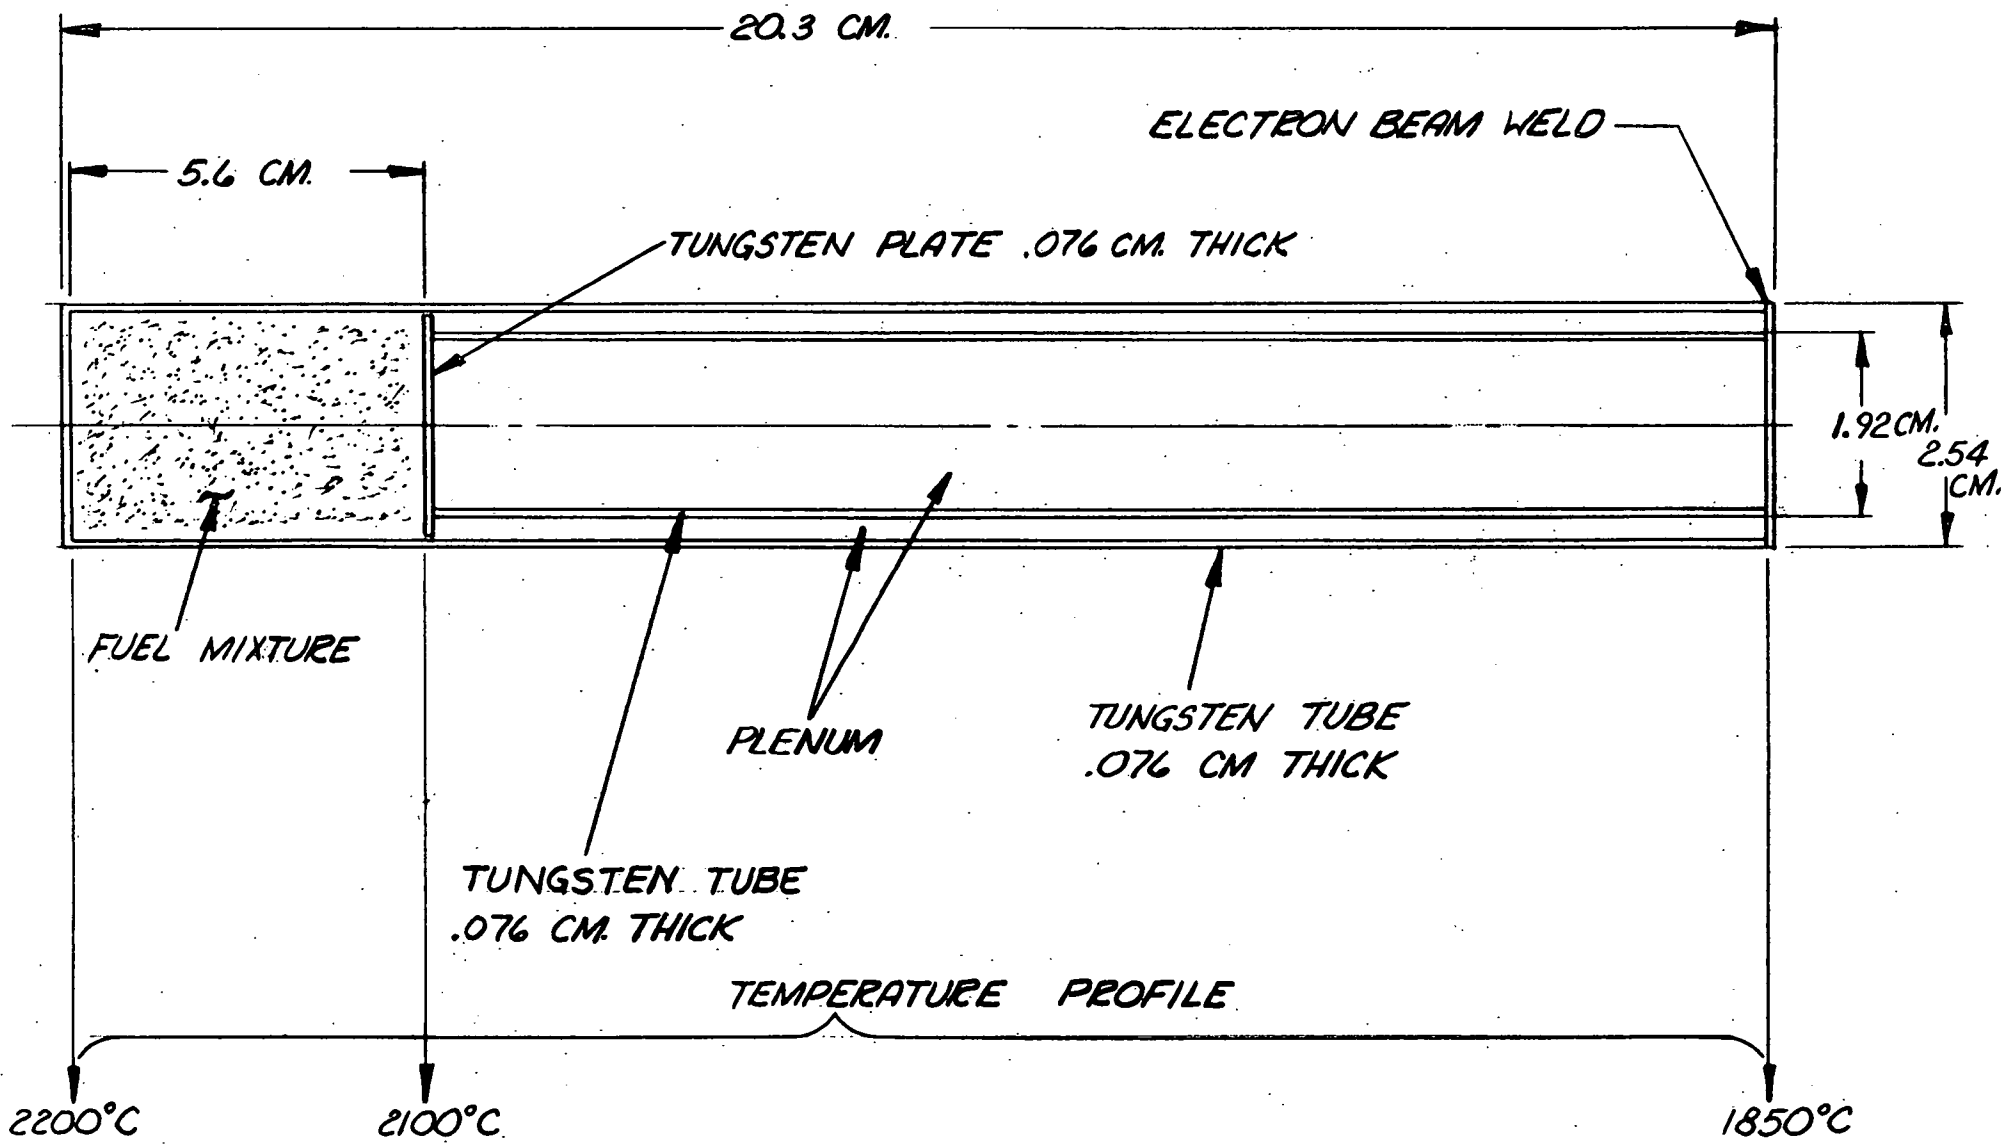 20.3 CM.
ELECTRON BEAM WELD
5.6 CM.
TUNGSTEN PLATE .076 CM. THICK
1.92 CM.
2.54
CM.
FUEL MIXTURE
PLENUM
TUNGSTEN TUBE
.076 CM THICK
TUNGSTEN TUBE
.076 CM. THICK
TEMPERATURE PROFILE
2200°C
2100°C
1850°C